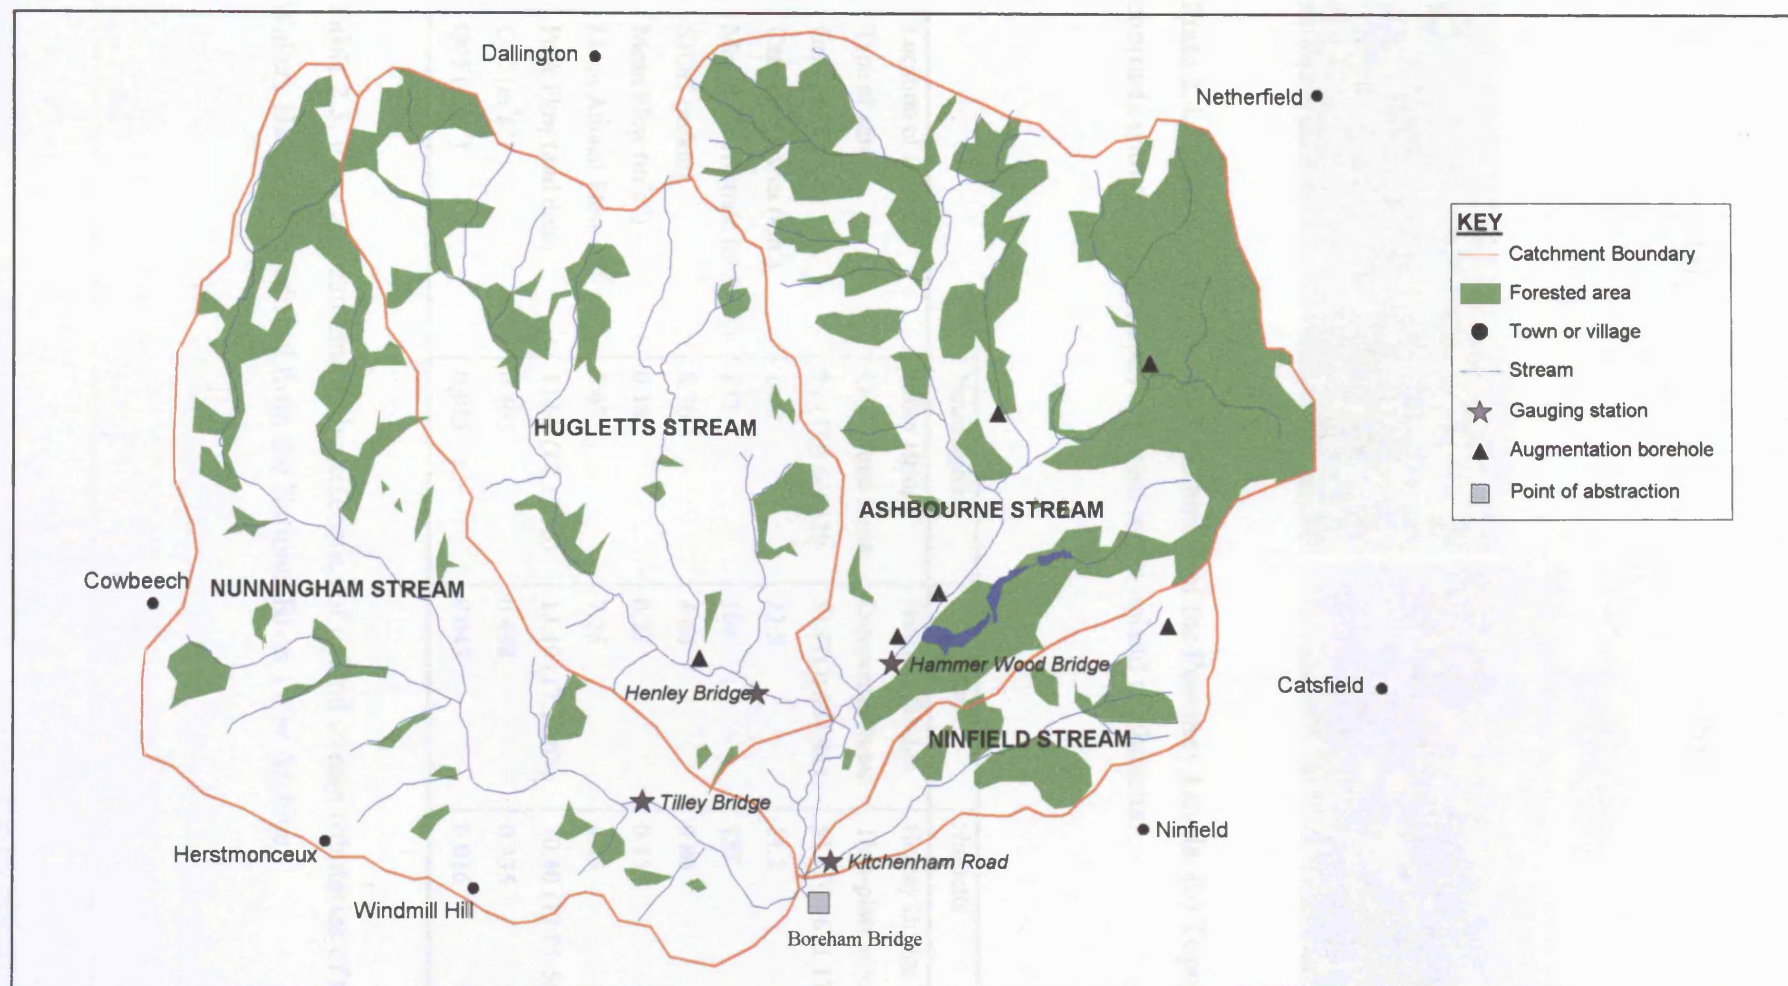 Dallington
Netherfield
KEY
Catchment Boundary
Forested area
Town or village
Stream
Gauging station
Augmentation borehole
Point of abstraction
HUGLETTS STREAM
ASHBOURNE STREAM
Cowbeech
NUNNINGHAM STREAM
Hammer Wood Bridge
Henley Bridge
Catsfield
NINFIELD STREAM
Tilley Bridge
Ninfield
Herstmonceux
Kitchenham Road
Windmill Hill
Boreham Bridge